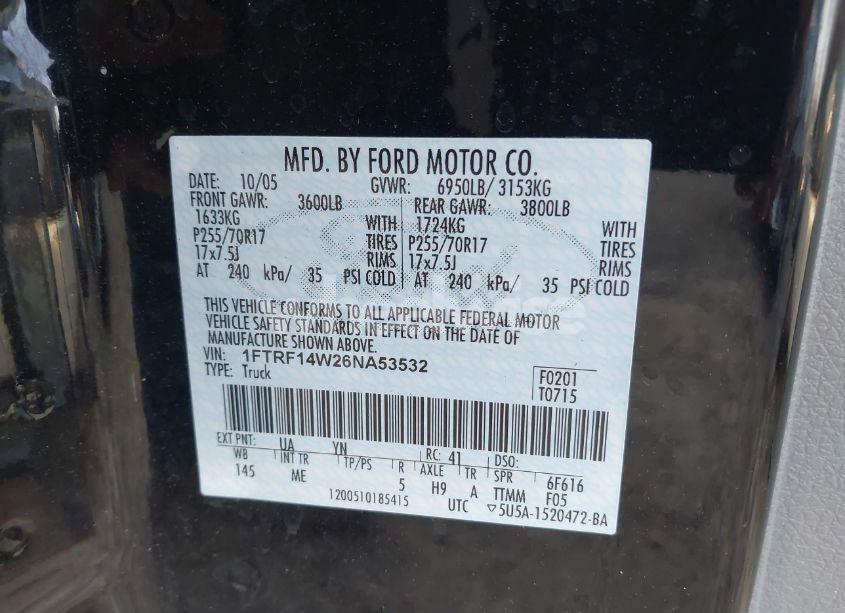 MFD. BY FORD MOTOR CO.
DATE: 10/05 GVWR: 6950LB/ 3153KG
FRONT GAWR: 3600LB REAR GAWR: 3800LB
1633KG WITH 1724KG WITH
P255/70R17 TIRES P255/70R17 TIRES
17x7.5J RIMS 17x7.5J RIMS
AT 240 kPa/ 35 PSI COLD AT 240 kPa/ 35 PSI COLD
THIS VEHICLE CONFORMS TO ALL APPLICABLE FEDERAL MOTOR
VEHICLE SAFETY STANDARDS IN EFFECT ON THE DATE OF
MANUFACTURE SHOWN ABOVE.
VIN: 1FTRF14W26NA53532
TYPE: Truck
F0201
T0715
EXT PNT: UA YN RC: 41 DSO:
WB INT TR TP/PS R AXLE TR SPR 6F616
145 ME 5 H9 A TTMM F05
1200510185415 UTC ▽5U5A-1520472-BA